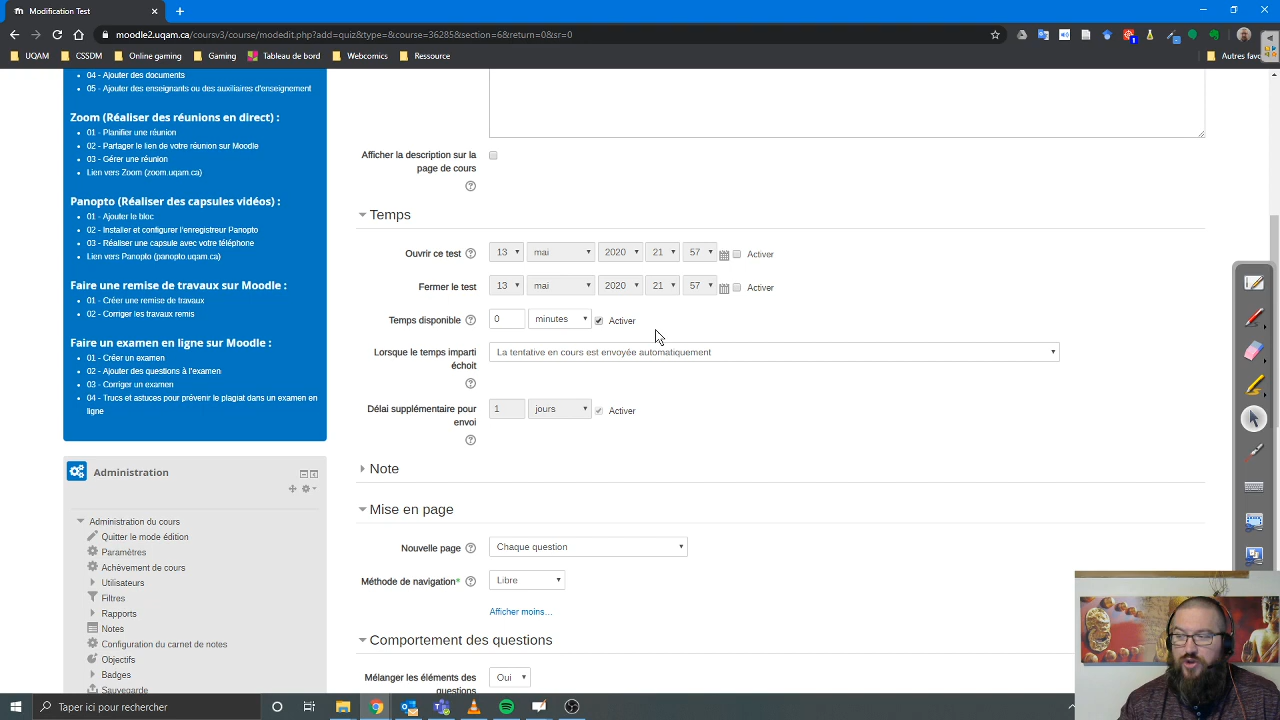 Modification Test
moodle2.uqam.ca/coursv3/course/modedit.php?add=quiz&type=&course=36285&section=6&return=0&sr=0
UQAM
CSSDM
Online gaming
Gaming
Tableau de bord
Webcomics
Ressource
Autres favo
04 - Ajouter des documents
05 - Ajouter des enseignants ou des auxiliaires d'enseignement
Zoom (Réaliser des réunions en direct) :
01 - Planifier une réunion
02 - Partager le lien de votre réunion sur Moodle
03 - Gérer une réunion
Lien vers Zoom (zoom.uqam.ca)
Panopto (Réaliser des capsules vidéos) :
01 - Ajouter le bloc
02 - Installer et configurer l'enregistreur Panopto
03 - Réaliser une capsule avec votre téléphone
Lien vers Panopto (panopto.uqam.ca)
Faire une remise de travaux sur Moodle :
01 - Créer une remise de travaux
02 - Corriger les travaux remis
Faire un examen en ligne sur Moodle :
01 - Créer un examen
02 - Ajouter des questions à l'examen
03 - Corriger un examen
04 - Trucs et astuces pour prévenir le plagiat dans un examen en
ligne
Administration
Administration du cours
Quitter le mode édition
Paramètres
Achèvement de cours
Utilisateurs
Filtres
Rapports
Notes
Configuration du carnet de notes
Objectifs
Badges
Sauvegarde
Afficher la description sur la
page de cours
Temps
Ouvrir ce test 13 mai 2020 21 57 Activer
Fermer le test 13 mai 2020 21 57 Activer
Temps disponible 0 minutes Activer
Lorsque le temps imparti
échoit
La tentative en cours est envoyée automatiquement
Délai supplémentaire pour
envoi
1 jours Activer
Note
Mise en page
Nouvelle page Chaque question
Méthode de navigation* Libre
Afficher moins...
Comportement des questions
Mélanger les éléments des
questions
Oui
Taper ici pour rechercher